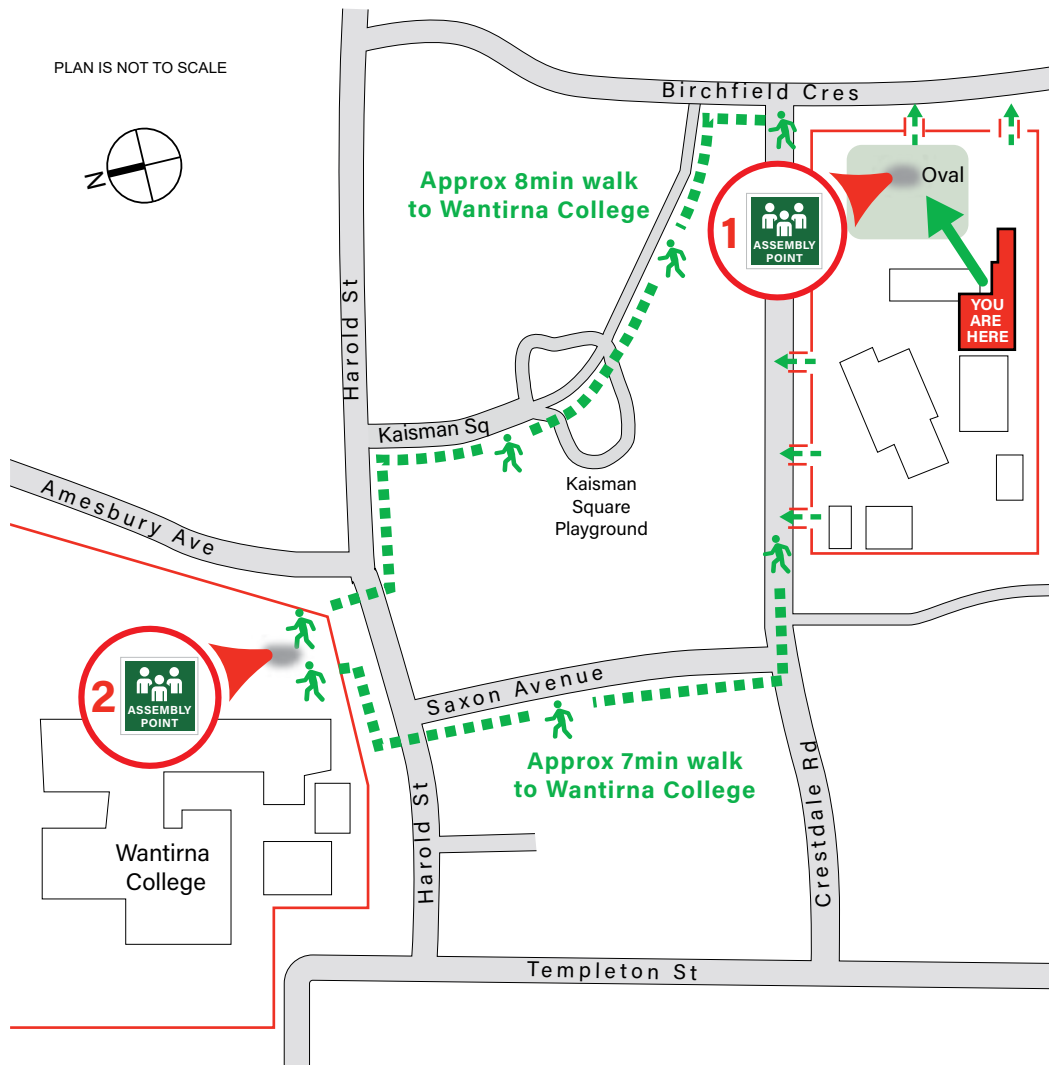 PLAN IS NOT TO SCALE
N
Birchfield Cres
Approx 8min walk
to Wantirna College
Oval
1
ASSEMBLY
POINT
YOU
ARE
HERE
Harold St
Kaisman Sq
Kaisman
Square
Playground
Amesbury Ave
2
ASSEMBLY
POINT
Saxon Avenue
Approx 7min walk
to Wantirna College
Crestdale Rd
Harold St
Wantirna
College
Templeton St